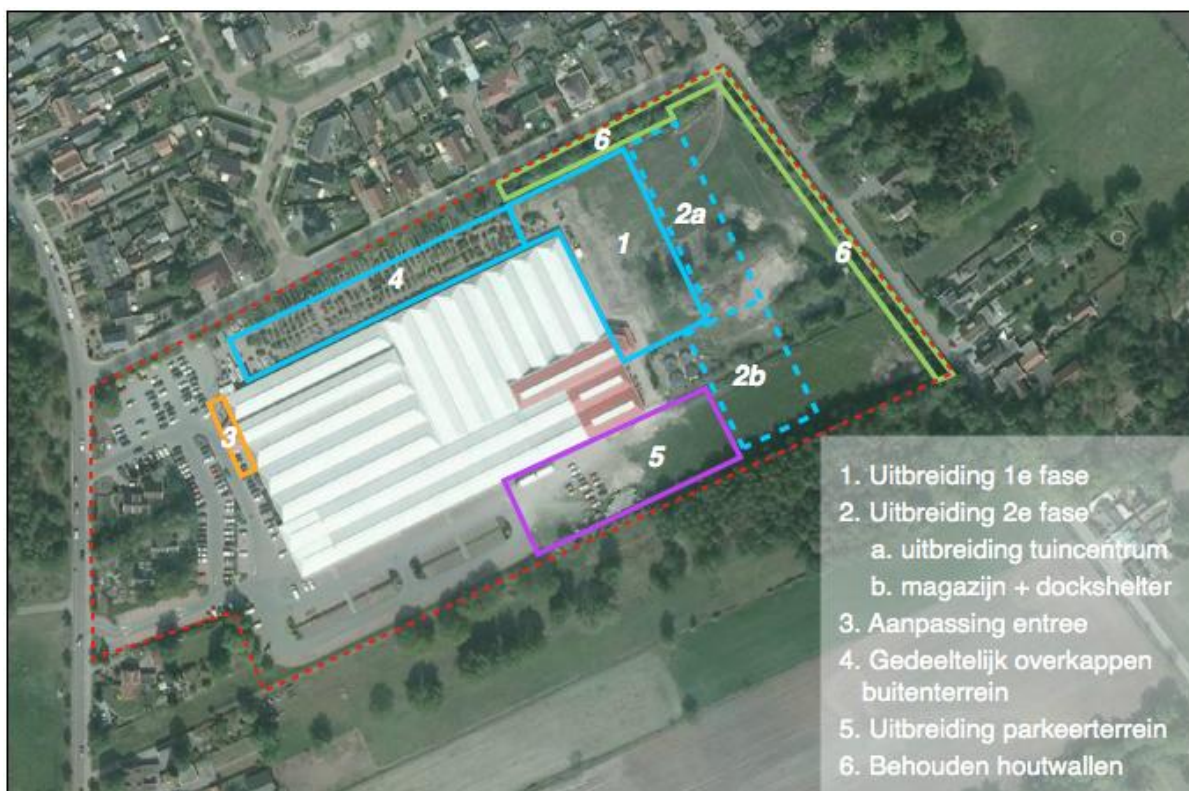 6
2a
1
6
4
2b
3
5
1. Uitbreiding 1e fase
2. Uitbreiding 2e fase
a. uitbreiding tuincentrum
b. magazijn + dockshelter
3. Aanpassing entree
4. Gedeeltelijk overkappen
buitenterrein
5. Uitbreiding parkeerterrein
6. Behouden houtwallen